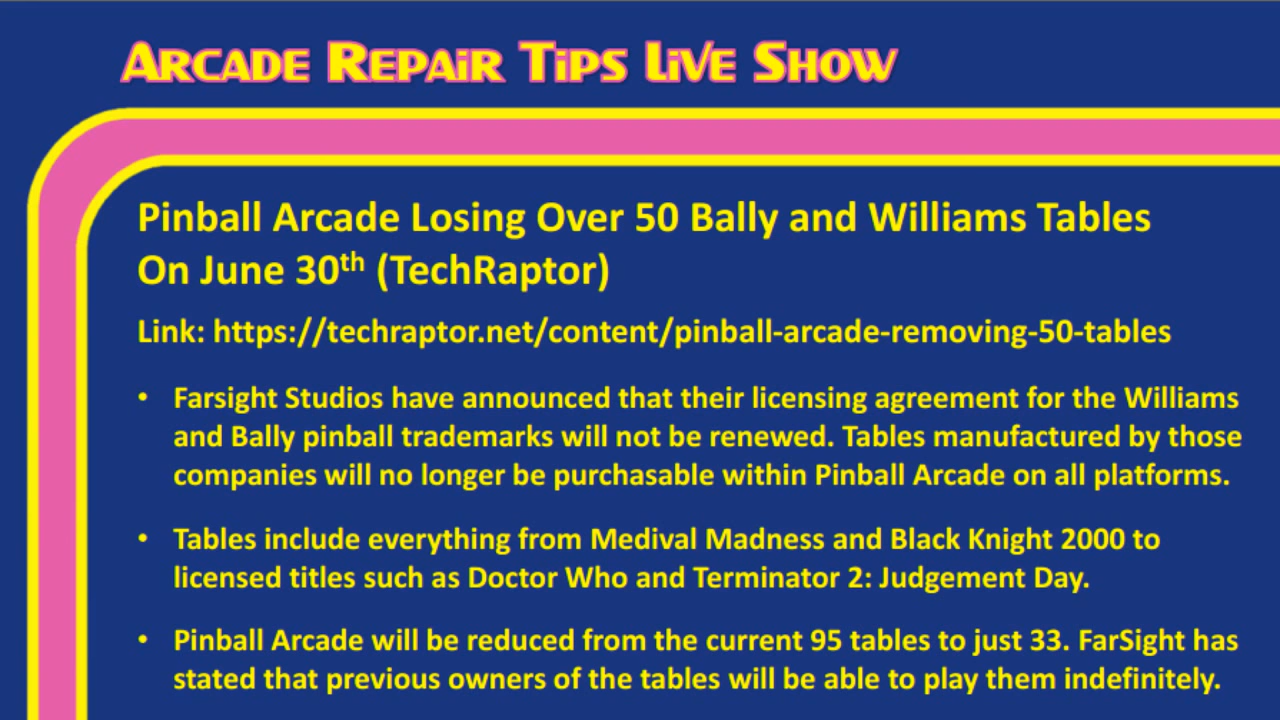 Arcade Repair Tips Live Show
Pinball Arcade Losing Over 50 Bally and Williams Tables
On June 30th (TechRaptor)
Link: https://techraptor.net/content/pinball-arcade-removing-50-tables
• Farsight Studios have announced that their licensing agreement for the Williams
and Bally pinball trademarks will not be renewed. Tables manufactured by those
companies will no longer be purchasable within Pinball Arcade on all platforms.
• Tables include everything from Medival Madness and Black Knight 2000 to
licensed titles such as Doctor Who and Terminator 2: Judgement Day.
• Pinball Arcade will be reduced from the current 95 tables to just 33. FarSight has
stated that previous owners of the tables will be able to play them indefinitely.